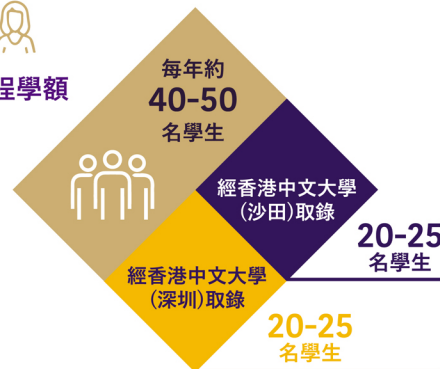 程學額
每年約
40-50
名學生
經香港中文大學
(沙田)取錄
20-25
名學生
經香港中文大學
(深圳)取錄
20-25
名學生